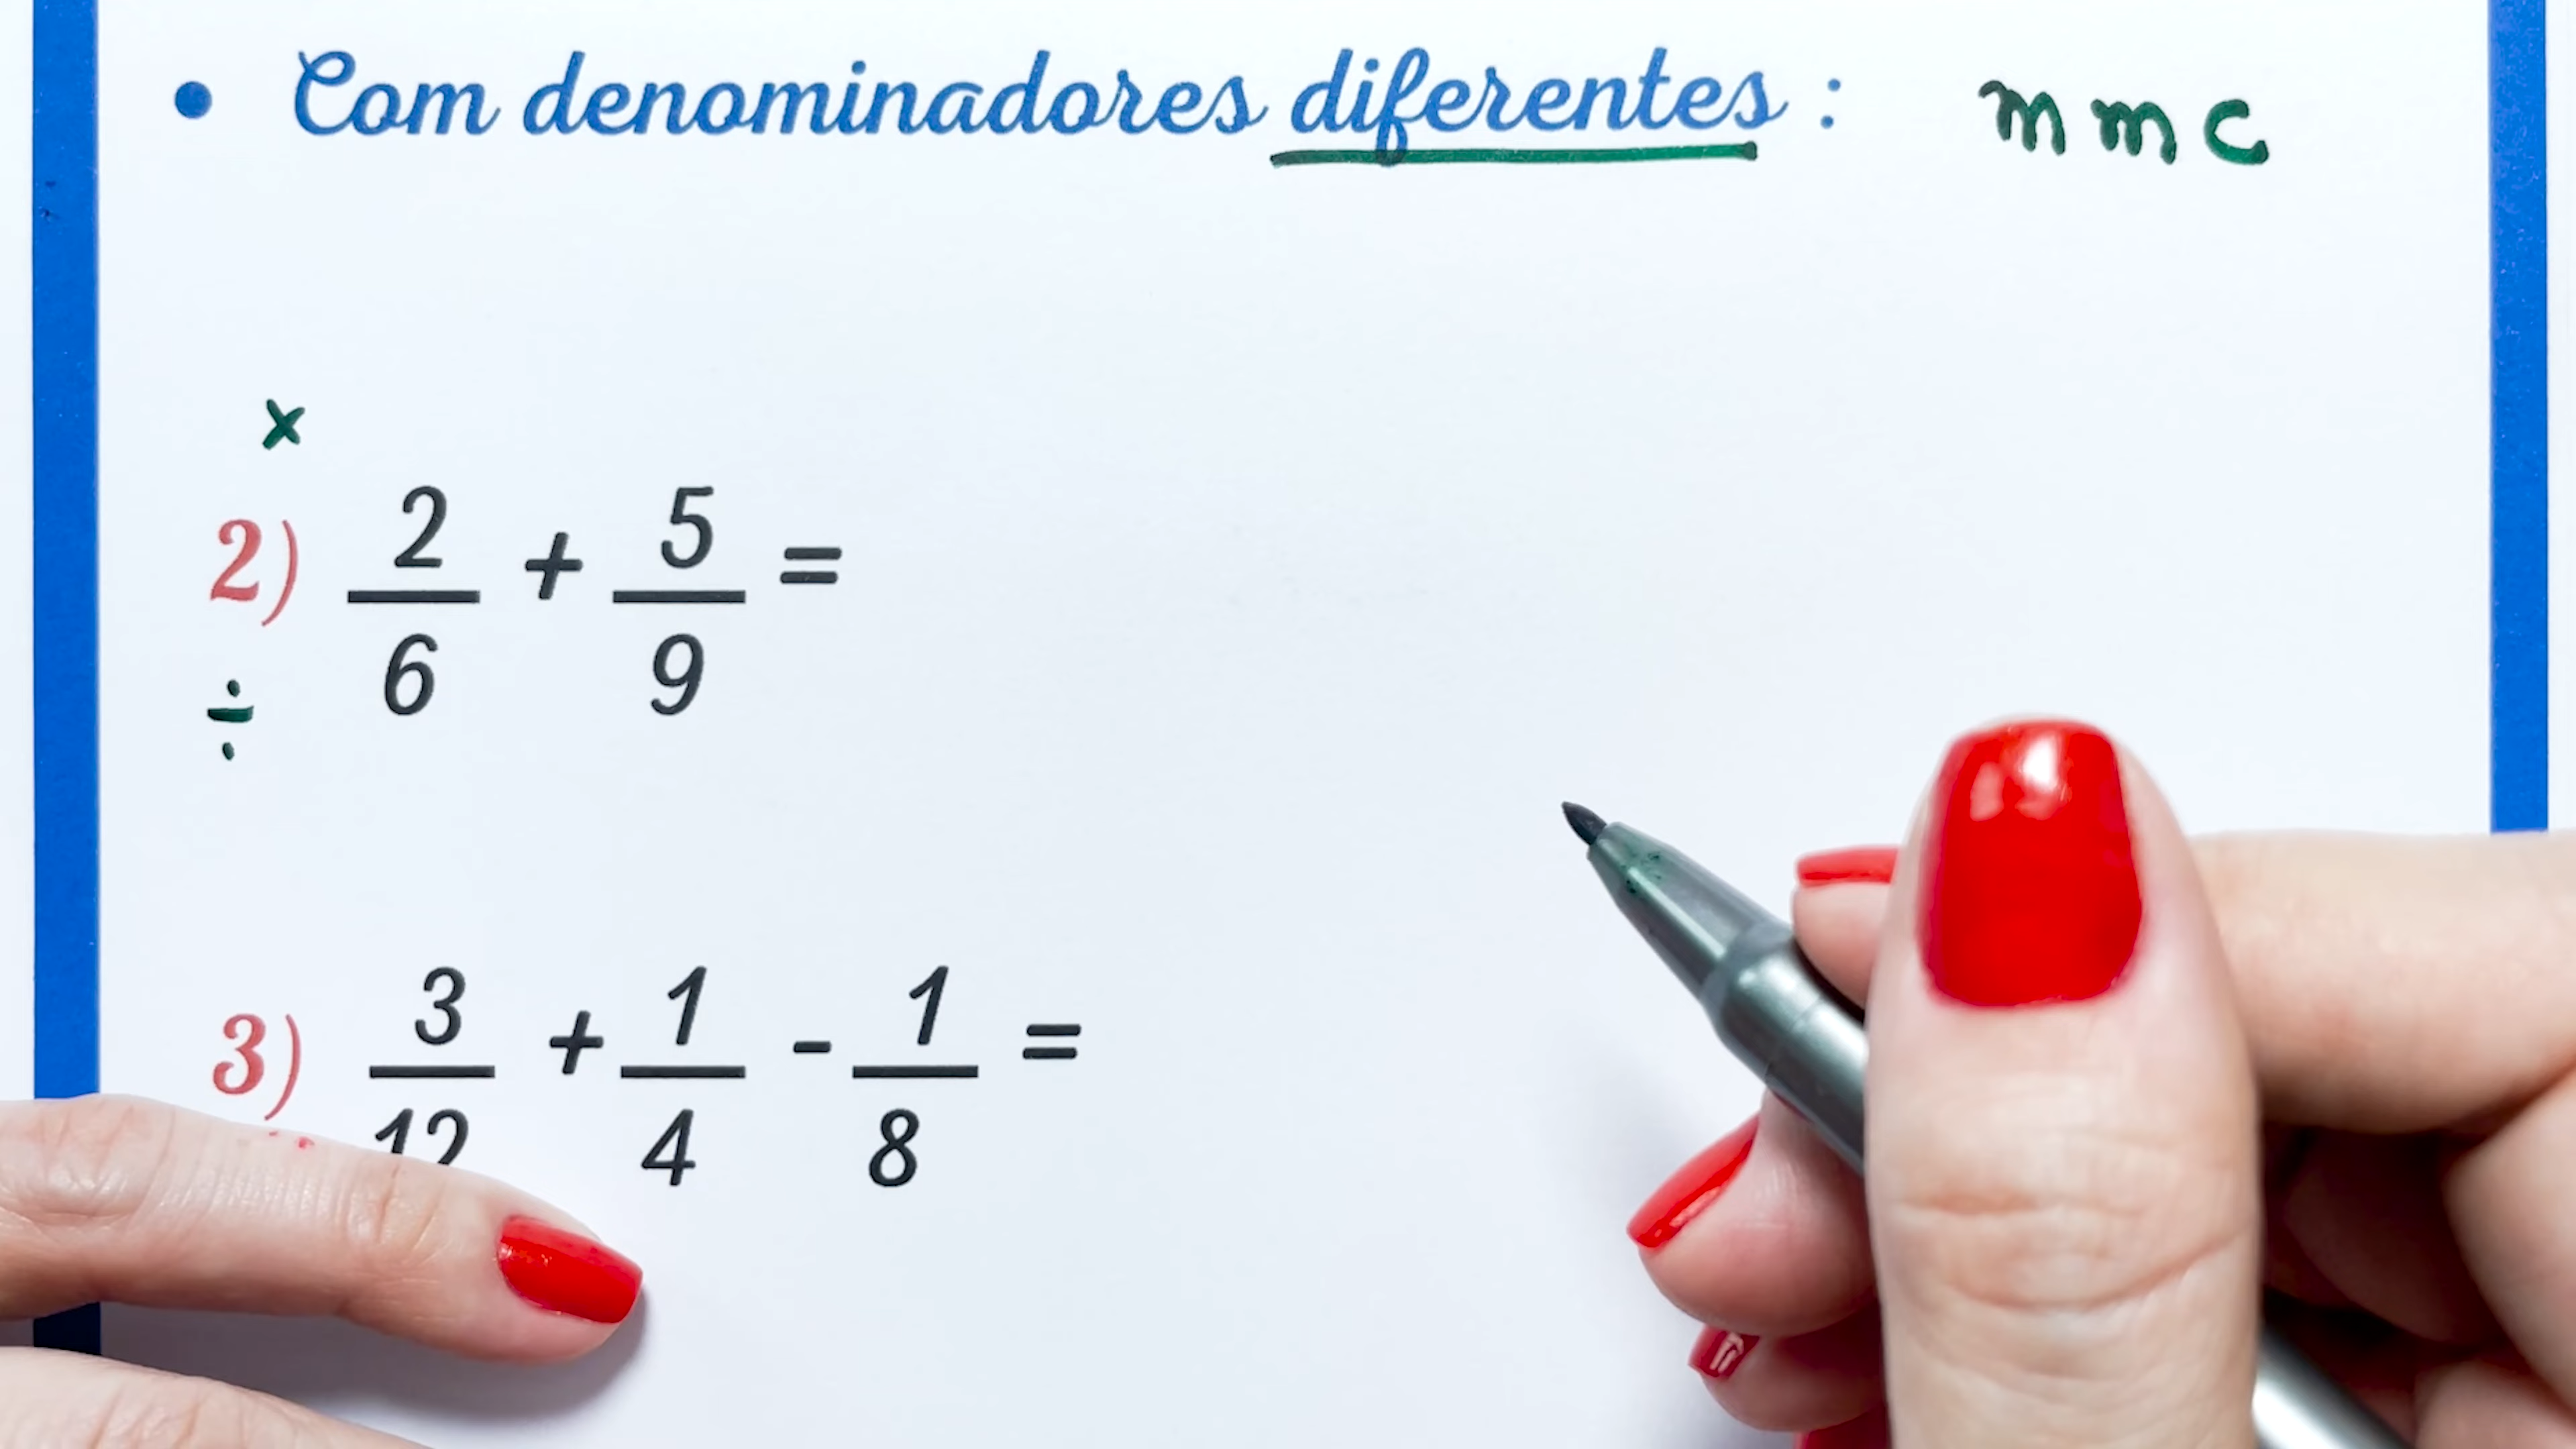 • Com denominadores diferentes : mmc
×
2) 2/6 + 5/9 =
÷
3) 3/12 + 1/4 - 1/8 =